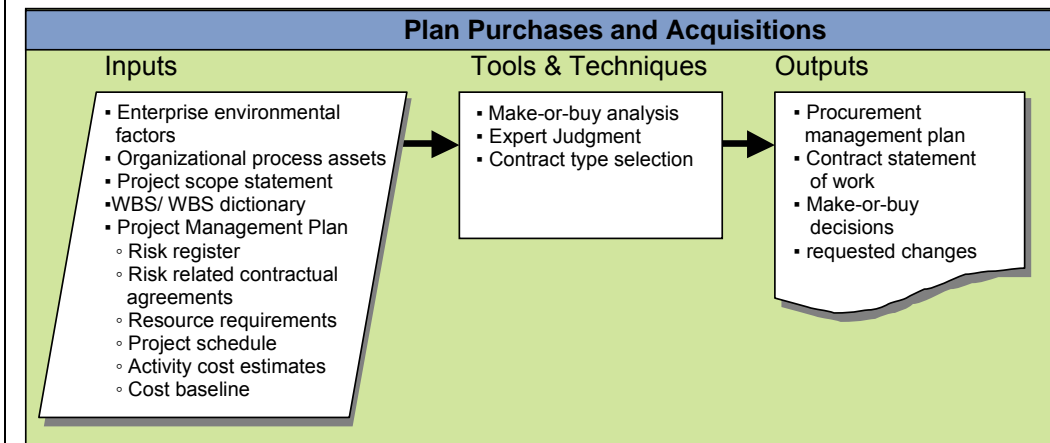 Plan Purchases and Acquisitions
Inputs
▪ Enterprise environmental
factors
▪ Organizational process assets
▪ Project scope statement
▪WBS/ WBS dictionary
▪ Project Management Plan
◦ Risk register
◦ Risk related contractual
agreements
◦ Resource requirements
◦ Project schedule
◦ Activity cost estimates
◦ Cost baseline
Tools & Techniques
▪ Make-or-buy analysis
▪ Expert Judgment
▪ Contract type selection
Outputs
▪ Procurement
management plan
▪ Contract statement
of work
▪ Make-or-buy
decisions
▪ requested changes